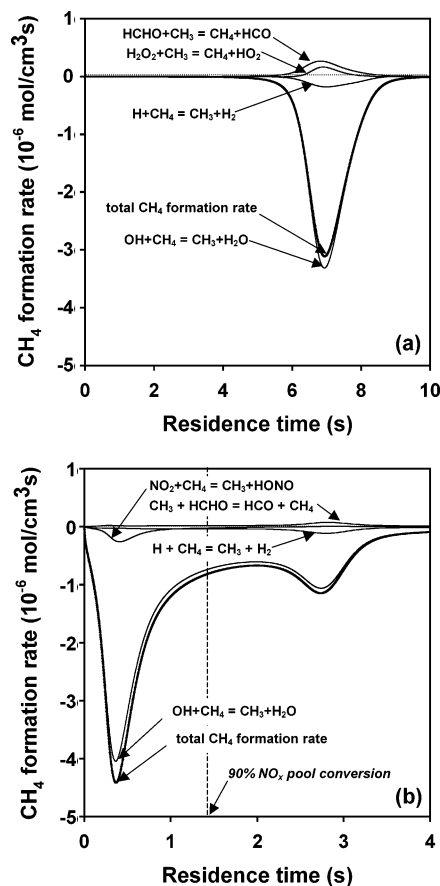 HCHO+CH₃ = CH₄+HCO
H₂O₂+CH₃ = CH₄+HO₂
H+CH₄ = CH₃+H₂
total CH₄ formation rate
OH+CH₄ = CH₃+H₂O
CH₄ formation rate (10⁻⁶ mol/cm³s)
1
0
-1
-2
-3
-4
-5
(a)
0 2 4 6 8 10
Residence time (s)
NO₂+CH₄ = CH₃+HONO
CH₃ + HCHO = HCO + CH₄
H + CH₄ = CH₃ + H₂
OH+CH₄ = CH₃+H₂O
total CH₄ formation rate
90% NOₓ pool conversion
CH₄ formation rate (10⁻⁶ mol/cm³s)
1
0
-1
-2
-3
-4
-5
(b)
0 1 2 3 4
Residence time (s)